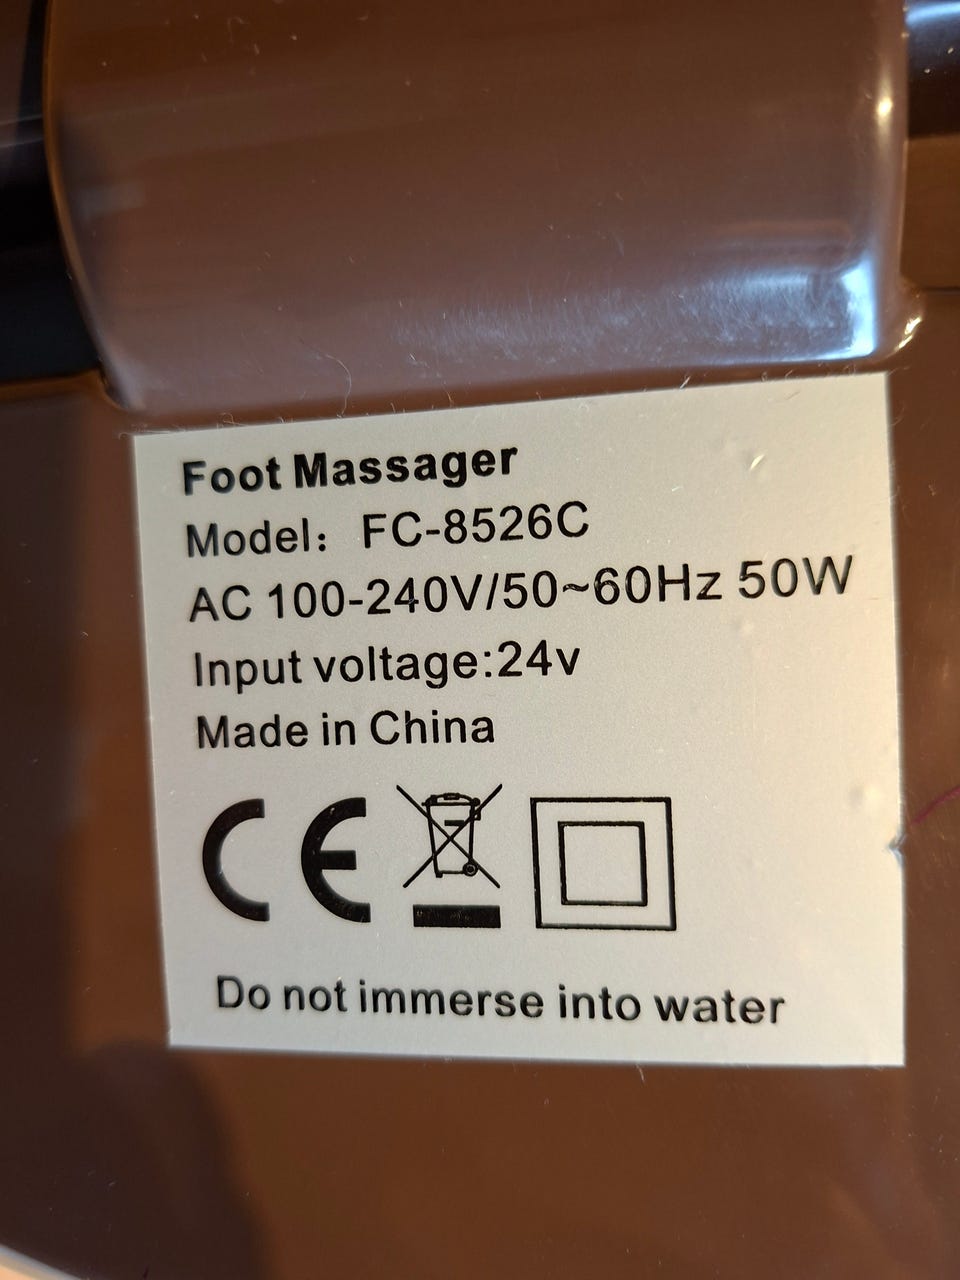 Foot Massager
Model: FC-8526C
AC 100-240V/50~60Hz 50W
Input voltage:24v
Made in China
CE
Do not immerse into water